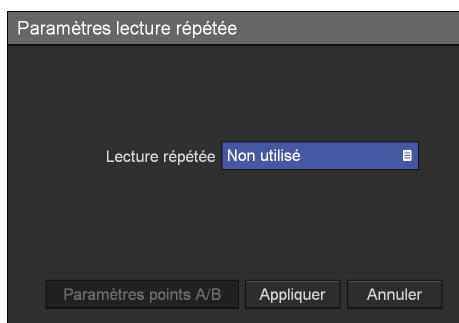 Paramètres lecture répétée
Lecture répétée Non utilisé
Paramètres points A/B Appliquer Annuler